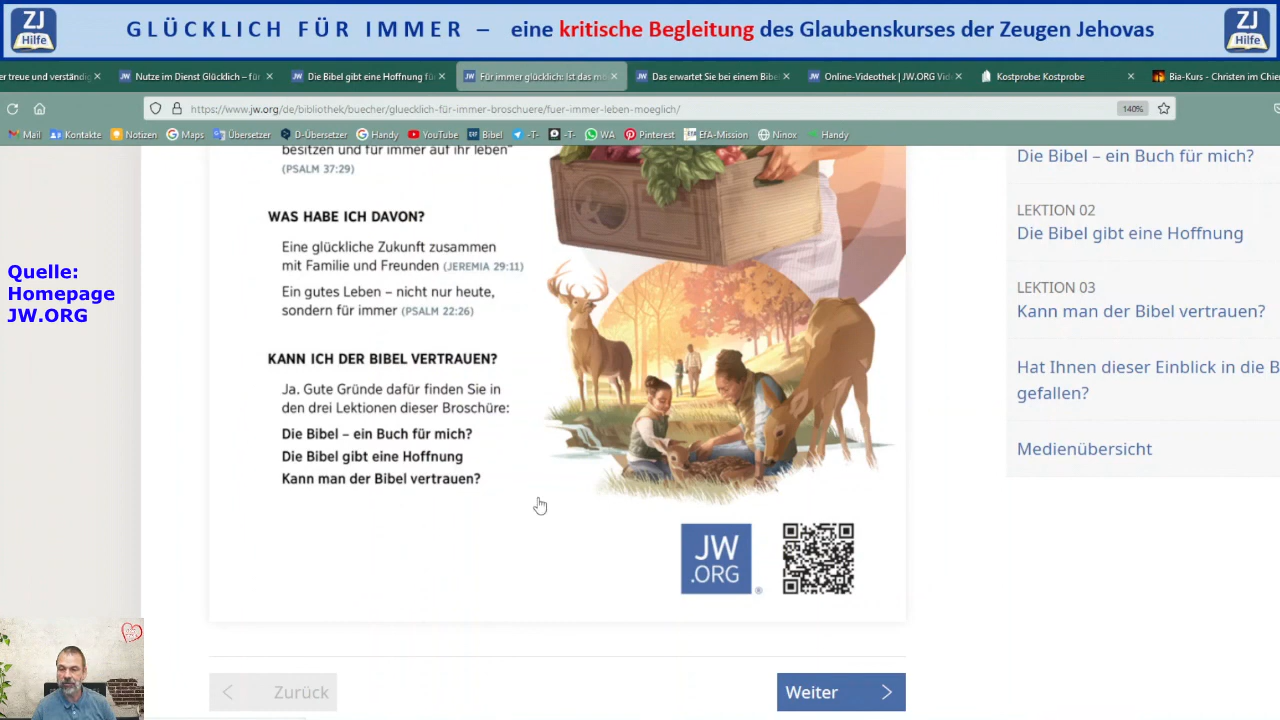 ZJ
Hilfe
GLÜCKLICH FÜR IMMER – eine kritische Begleitung des Glaubenskurses der Zeugen Jehovas
ZJ
Hilfe
er treue und verständig
Nutze im Dienst Glücklich – für
Die Bibel gibt eine Hoffnung fü
Für immer glücklich: Ist das mö
Das erwartet Sie bei einem Bibe
Online-Videothek | JW.ORG Vid
Kostprobe: Kostprobe
Bia-Kurs - Christen im Chie
https://www.jw.org/de/bibliothek/buecher/gluecklich-für-immer-broschuere/fuer-immer-leben-moeglich/
140%
Mail
Kontakte
Notizen
Maps
Übersetzer
D-Übersetzer
Handy
YouTube
Bibel
-T-
-T-
WA
Pinterest
EfA-Mission
Ninox
Handy
besitzen und für immer auf ihr leben“
(PSALM 37:29)
WAS HABE ICH DAVON?
Eine glückliche Zukunft zusammen
mit Familie und Freunden (JEREMIA 29:11)
Ein gutes Leben – nicht nur heute,
sondern für immer (PSALM 22:26)
KANN ICH DER BIBEL VERTRAUEN?
Ja. Gute Gründe dafür finden Sie in
den drei Lektionen dieser Broschüre:
Die Bibel – ein Buch für mich?
Die Bibel gibt eine Hoffnung
Kann man der Bibel vertrauen?
JW
.ORG
®
Zurück
Weiter
Die Bibel – ein Buch für mich?
LEKTION 02
Die Bibel gibt eine Hoffnung
LEKTION 03
Kann man der Bibel vertrauen?
Hat Ihnen dieser Einblick in die B
gefallen?
Medienübersicht
Quelle:
Homepage
JW.ORG